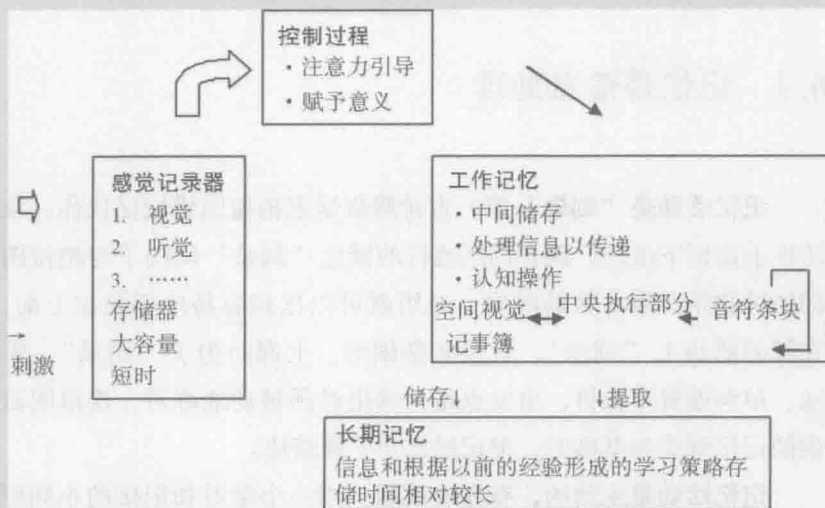 控制过程
· 注意力引导
· 赋予意义
感觉记录器
1. 视觉
2. 听觉
3. ……
存储器
大容量
短时
刺激
工作记忆
· 中间储存
· 处理信息以传递
· 认知操作
空间视觉 中央执行部分 音符条块
记事簿
储存↓ ↓提取
长期记忆
信息和根据以前的经验形成的学习策略存
储时间相对较长